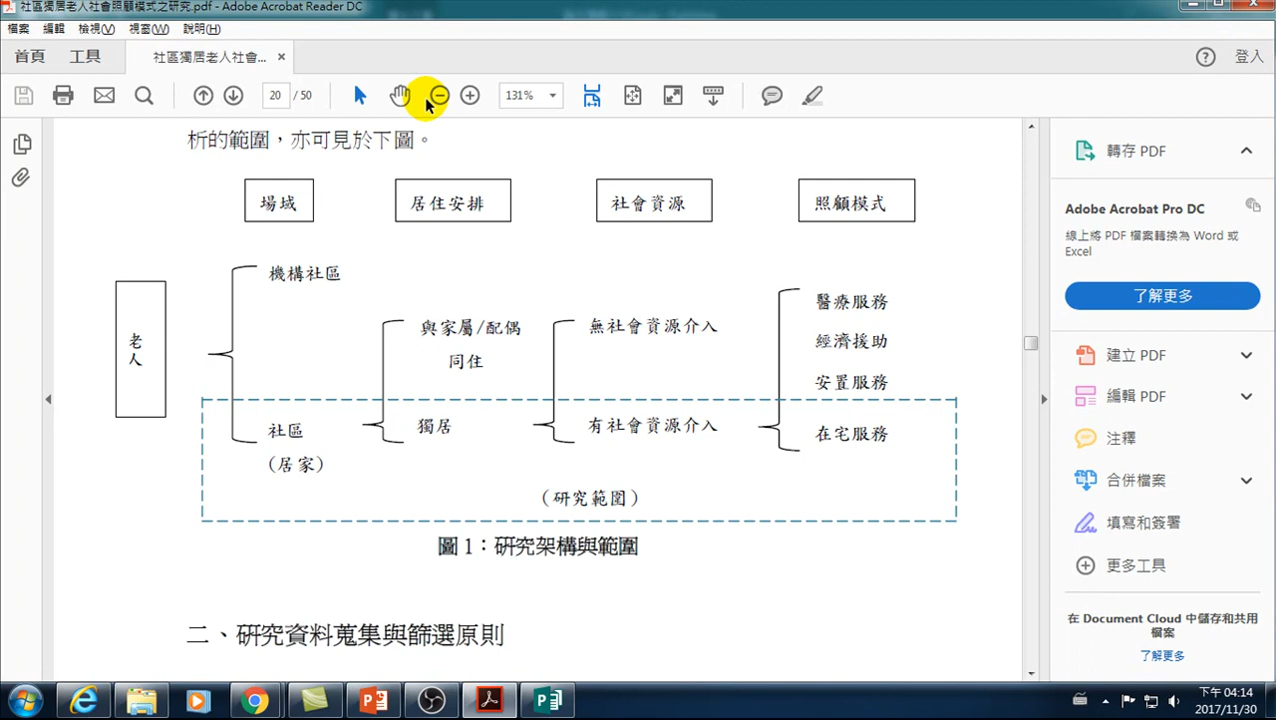 社區獨居老人社會照顧模式之研究.pdf - Adobe Acrobat Reader DC
檔案 編輯 檢視(V) 視窗(W) 說明(H)
首頁 工具 社區獨居老人社會... × 登入
20 / 50 131%
析的範圍，亦可見於下圖。
場域 居住安排 社會資源 照顧模式
機構社區
醫療服務
與家屬/配偶 無社會資源介入
老人
經濟援助
同住
安置服務
社區 獨居 有社會資源介入 在宅服務
(居家)
(研究範圍)
圖 1：研究架構與範圍
二、研究資料蒐集與篩選原則
轉存 PDF
Adobe Acrobat Pro DC
線上將 PDF 檔案轉換為 Word 或
Excel
了解更多
建立 PDF
編輯 PDF
注釋
合併檔案
填寫和簽署
更多工具
在 Document Cloud 中儲存和共用
檔案
了解更多
下午 04:14
2017/11/30